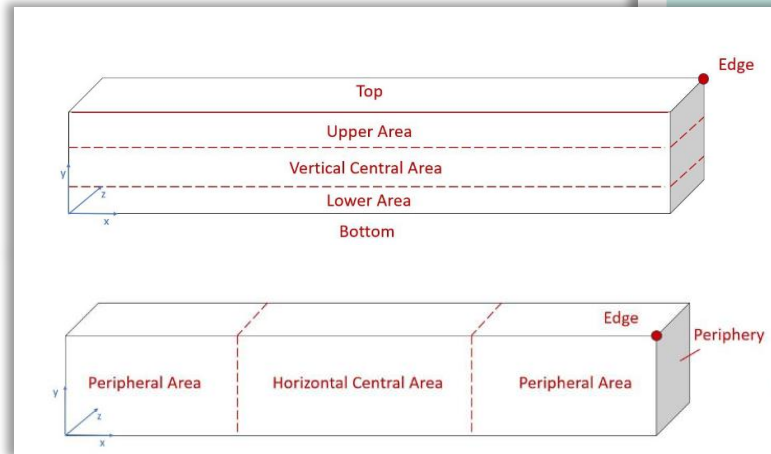 Edge
Top
Upper Area
Vertical Central Area
Lower Area
Bottom
y
z
x
Edge
Periphery
Peripheral Area
Horizontal Central Area
Peripheral Area
y
z
x